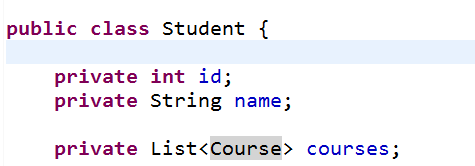 public class Student {
private int id;
private String name;
private List<Course> courses;